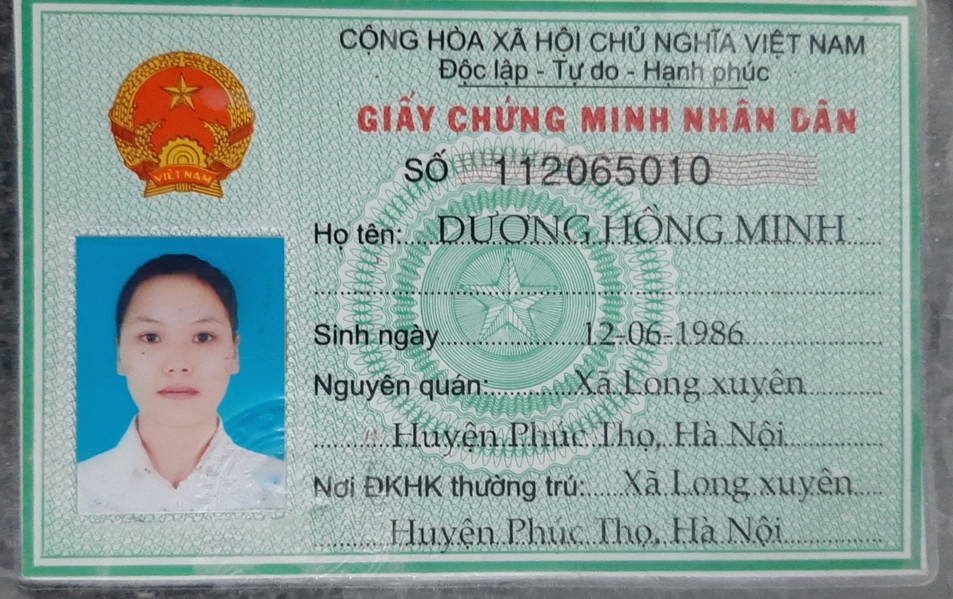 CỘNG HÒA XÃ HỘI CHỦ NGHĨA VIỆT NAM
Độc lập - Tự do - Hạnh phúc
GIẤY CHỨNG MINH NHÂN DÂN
SỐ 112065010
VIỆT NAM
Họ tên: DƯƠNG HỒNG MINH
Sinh ngày 12-06-1986
Nguyên quán: Xã Long xuyên
Huyện Phúc Thọ, Hà Nội
Nơi ĐKHK thường trú: Xã Long xuyên
Huyện Phúc Thọ, Hà Nội